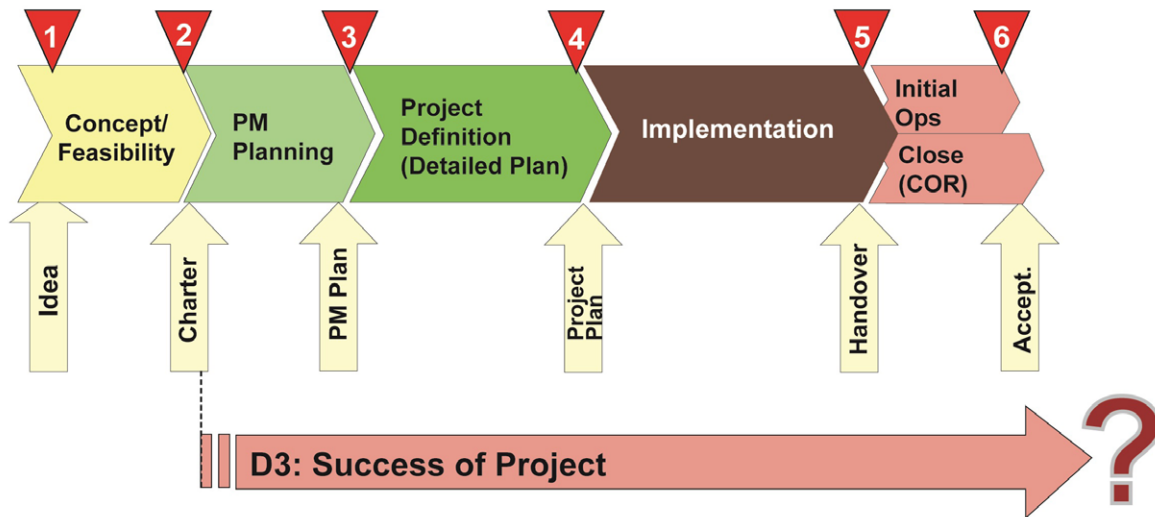 1
2
3
4
5
6
Concept/
Feasibility
PM
Planning
Project
Definition
(Detailed Plan)
Implementation
Initial
Ops
Close
(COR)
Idea
Charter
PM Plan
Project
Plan
Handover
Accept.
D3: Success of Project
?